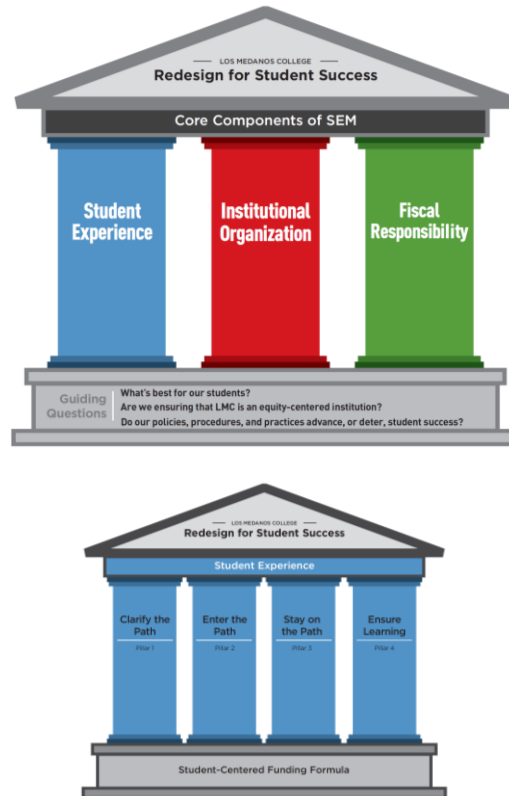 LOS MEDANOS COLLEGE
Redesign for Student Success
Core Components of SEM
Student
Experience
Institutional
Organization
Fiscal
Responsibility
Guiding
Questions
What's best for our students?
Are we ensuring that LMC is an equity-centered institution?
Do our policies, procedures, and practices advance, or deter, student success?
LOS MEDANOS COLLEGE
Redesign for Student Success
Student Experience
Clarify the
Path
Pillar 1
Enter the
Path
Pillar 2
Stay on
the Path
Pillar 3
Ensure
Learning
Pillar 4
Student-Centered Funding Formula